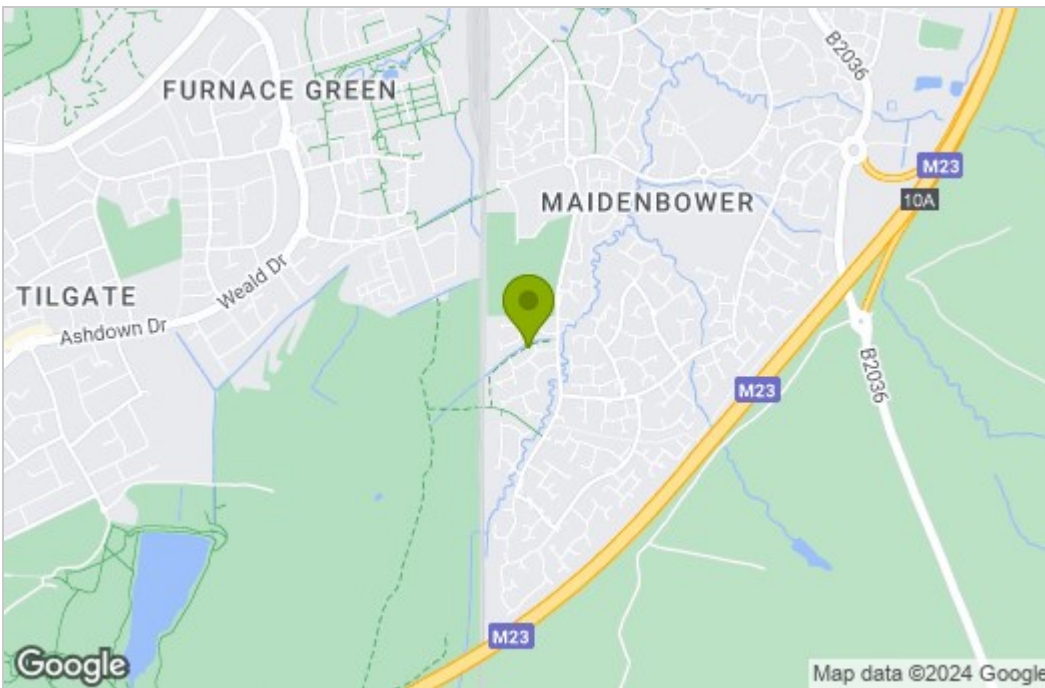 B2036
FURNACE GREEN
M23
10A
MAIDENBOWER
Weald Dr
TILGATE
Ashdown Dr
B2036
M23
M23
Google
Map data ©2024 Google